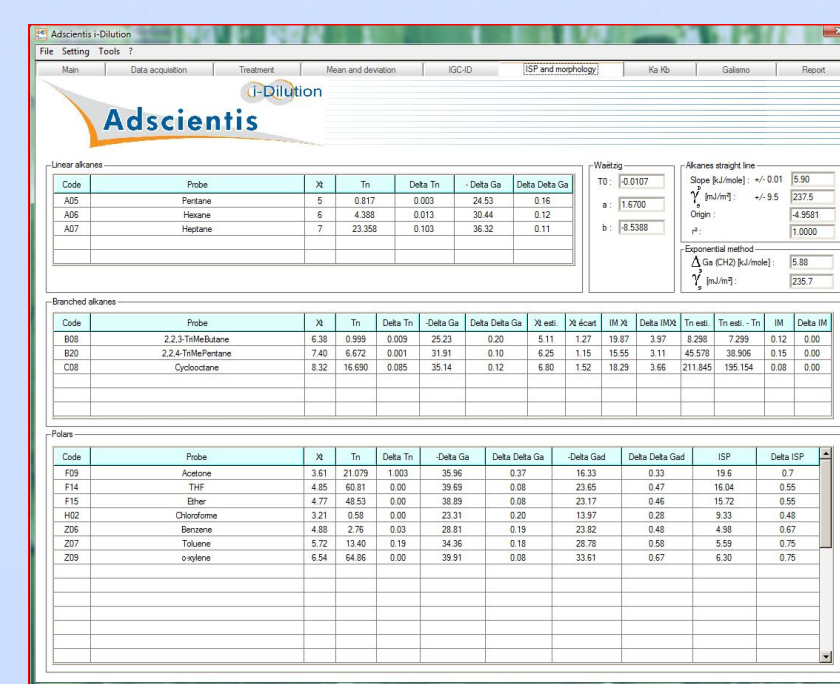 Adscientis i-Dilution
File Setting Tools ?
Main Data acquisition Treatment Mean and deviation IGC-ID ISP and morphology Ka Kb Galismo Report
i-Dilution
Adscientis
Linear alkanes
Code Probe Xt Tn Delta Tn - Delta Ga Delta Delta Ga
A05 Pentane 5 0.817 0.003 24.53 0.16
A06 Hexane 6 4.388 0.013 30.44 0.12
A07 Heptane 7 23.358 0.103 36.32 0.11
Waëtzig
T0 : -0.0107
a : 1.6700
b : -8.5388
Alkanes straight line
Slope [kJ/mole] : +/- 0.01 5.90
γ D s [mJ/m²] : +/- 9.5 237.5
Origin : -4.9581
r² : 1.0000
Exponential method
Δ Ga (CH2) [kJ/mole] : 5.88
γ D s [mJ/m²] : 235.7
Branched alkanes
Code Probe Xt Tn Delta Tn -Delta Ga Delta Delta Ga Xt esti. Xt écart IM Xt Delta IMXt Tn esti. Tn esti. - Tn IM Delta IM
B08 2,2,3-TriMeButane 6.38 0.999 0.009 25.23 0.20 5.11 1.27 19.87 3.97 8.298 7.299 0.12 0.00
B20 2,2,4-TriMePentane 7.40 6.672 0.001 31.91 0.10 6.25 1.15 15.55 3.11 45.578 38.906 0.15 0.00
C08 Cyclooctane 8.32 16.690 0.085 35.14 0.12 6.80 1.52 18.29 3.66 211.845 195.154 0.08 0.00
Polars
Code Probe Xt Tn Delta Tn -Delta Ga Delta Delta Ga -Delta Gad Delta Delta Gad ISP Delta ISP
F09 Acetone 3.61 21.079 1.003 35.96 0.37 16.33 0.33 19.6 0.7
F14 THF 4.85 60.81 0.00 39.69 0.08 23.65 0.47 16.04 0.55
F15 Ether 4.77 48.53 0.00 38.89 0.08 23.17 0.46 15.72 0.55
H02 Chloroforme 3.21 0.58 0.00 23.31 0.20 13.97 0.28 9.33 0.48
Z06 Benzene 4.88 2.76 0.03 28.81 0.19 23.82 0.48 4.98 0.67
Z07 Toluene 5.72 13.40 0.19 34.36 0.18 28.78 0.58 5.59 0.75
Z09 o-xylene 6.54 64.86 0.00 39.91 0.08 33.61 0.67 6.30 0.75